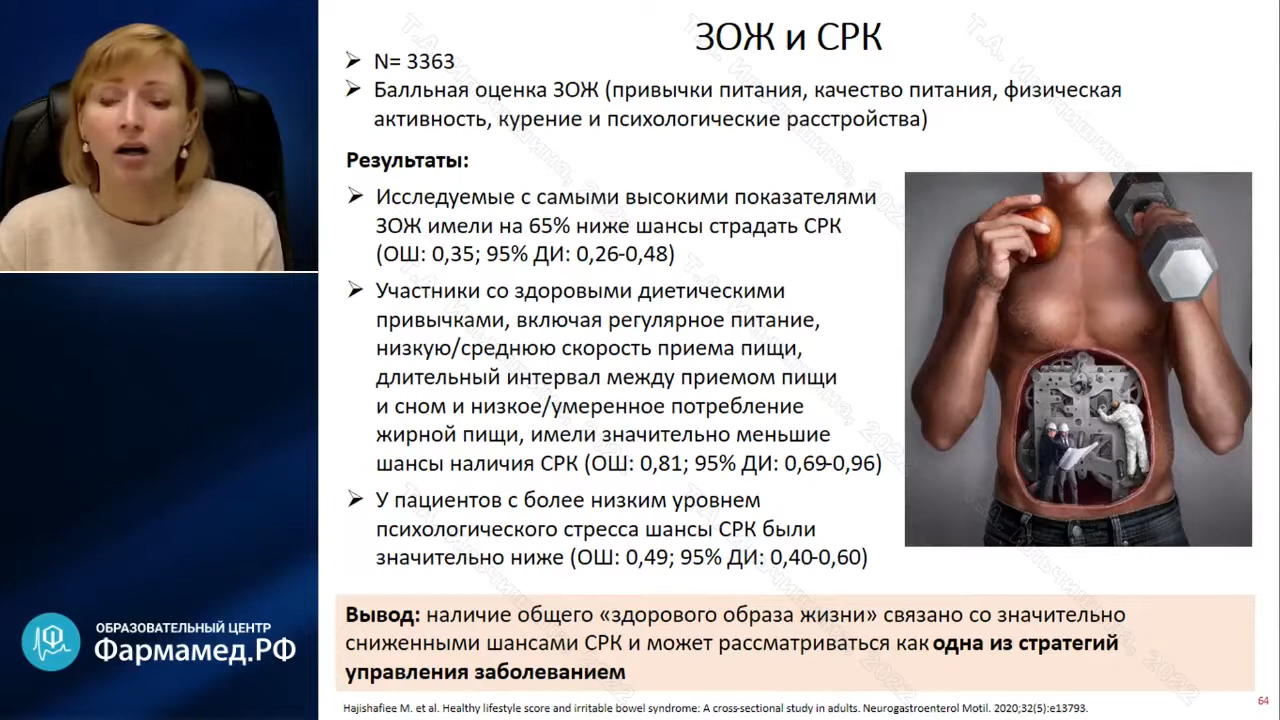 ЗОЖ и СРК
➢ N= 3363
➢ Балльная оценка ЗОЖ (привычки питания, качество питания, физическая
активность, курение и психологические расстройства)
Результаты:
➢ Исследуемые с самыми высокими показателями
ЗОЖ имели на 65% ниже шансы страдать СРК
(ОШ: 0,35; 95% ДИ: 0,26-0,48)
➢ Участники со здоровыми диетическими
привычками, включая регулярное питание,
низкую/среднюю скорость приема пищи,
длительный интервал между приемом пищи
и сном и низкое/умеренное потребление
жирной пищи, имели значительно меньшие
шансы наличия СРК (ОШ: 0,81; 95% ДИ: 0,69-0,96)
➢ У пациентов с более низким уровнем
психологического стресса шансы СРК были
значительно ниже (ОШ: 0,49; 95% ДИ: 0,40-0,60)
Вывод: наличие общего «здорового образа жизни» связано со значительно
сниженными шансами СРК и может рассматриваться как одна из стратегий
управления заболеванием
Hajishafiee M. et al. Healthy lifestyle score and irritable bowel syndrome: A cross-sectional study in adults. Neurogastroenterol Motil. 2020;32(5):e13793.
64
ОБРАЗОВАТЕЛЬНЫЙ ЦЕНТР
Фармамед.РФ